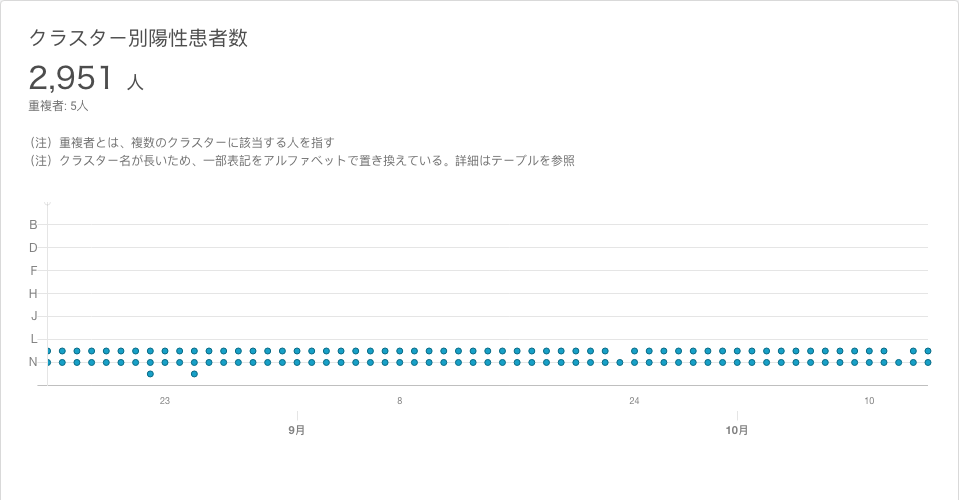 クラスター別陽性患者数
2,951 人
重複者: 5人
（注）重複者とは、複数のクラスターに該当する人を指す
（注）クラスター名が長いため、一部表記をアルファベットで置き換えている。詳細はテーブルを参照
B
D
F
H
J
L
N
23 8 24 10
9月 10月